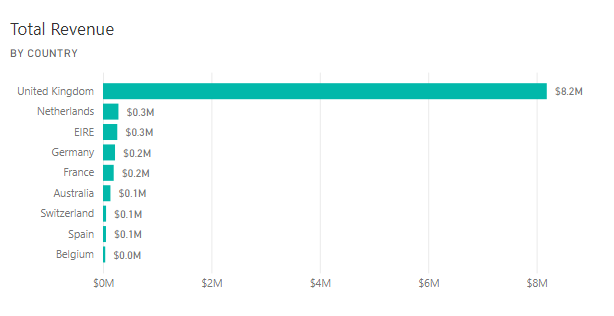 Total Revenue
BY COUNTRY
United Kingdom $8.2M
Netherlands $0.3M
EIRE $0.3M
Germany $0.2M
France $0.2M
Australia $0.1M
Switzerland $0.1M
Spain $0.1M
Belgium $0.0M
$0M $2M $4M $6M $8M